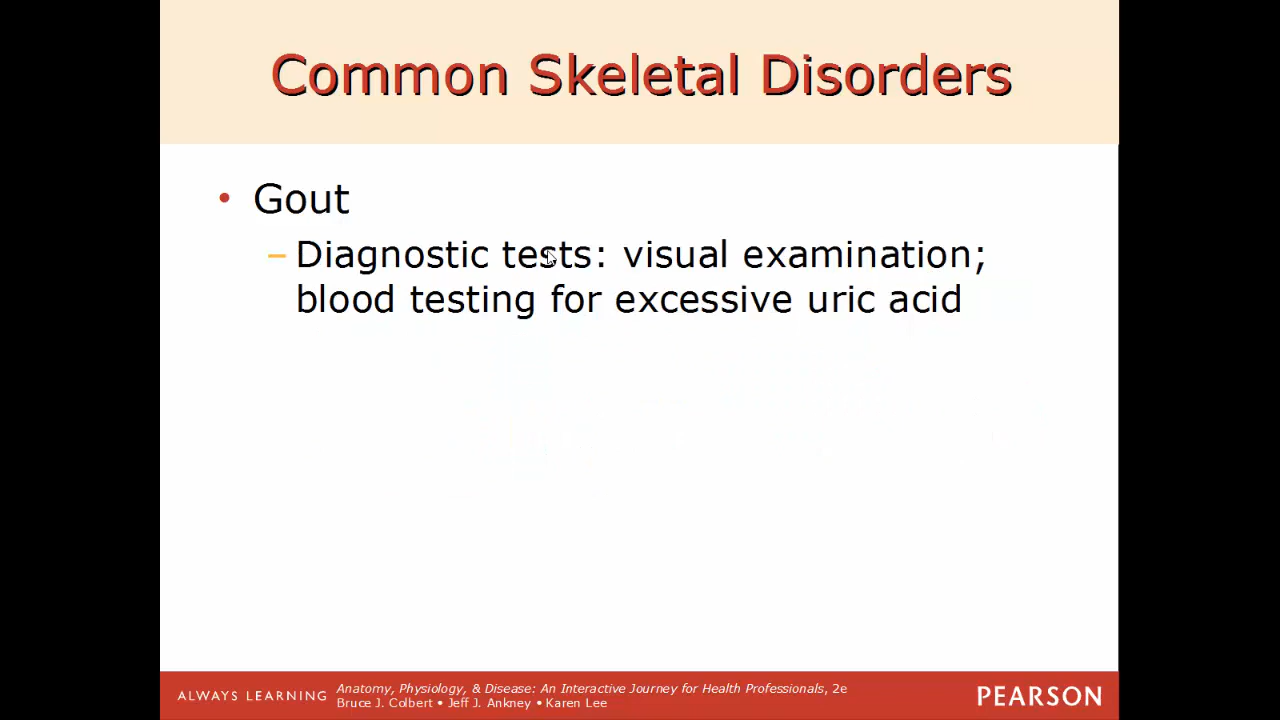 Common Skeletal Disorders
• Gout
– Diagnostic tests: visual examination;
blood testing for excessive uric acid
ALWAYS LEARNING
Anatomy, Physiology, & Disease: An Interactive Journey for Health Professionals, 2e
Bruce J. Colbert • Jeff J. Ankney • Karen Lee
PEARSON